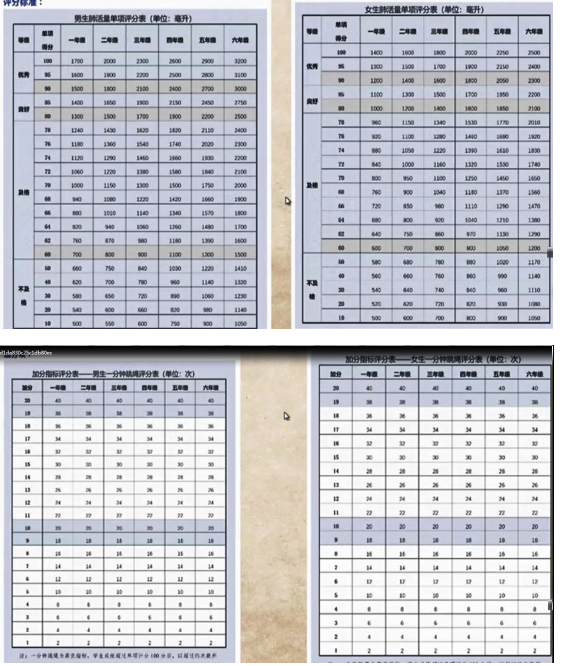 评分标准：
男生肺活量单项评分表（单位：毫升）
等级 单项得分 一年级 二年级 三年级 四年级 五年级 六年级
优秀 100 1700 2000 2300 2600 2900 3200
95 1600 1900 2200 2500 2800 3100
90 1500 1800 2100 2400 2700 3000
良好 85 1400 1650 1900 2150 2450 2750
80 1300 1500 1700 1900 2200 2500
及格 78 1240 1430 1620 1820 2110 2400
76 1180 1360 1540 1740 2020 2300
74 1120 1290 1460 1660 1930 2200
72 1060 1220 1380 1580 1840 2100
70 1000 1150 1300 1500 1750 2000
68 940 1080 1220 1420 1660 1900
66 880 1010 1140 1340 1570 1800
64 820 940 1060 1260 1480 1700
62 760 870 980 1180 1390 1600
60 700 800 900 1100 1300 1500
不及格 50 660 750 840 1030 1220 1410
40 620 700 780 960 1140 1320
30 580 650 720 890 1060 1230
20 540 600 660 820 980 1140
10 500 550 600 750 900 1050
女生肺活量单项评分表（单位：毫升）
等级 单项得分 一年级 二年级 三年级 四年级 五年级 六年级
优秀 100 1400 1600 1800 2000 2250 2500
95 1300 1500 1700 1900 2150 2400
90 1200 1400 1600 1800 2050 2300
良好 85 1100 1300 1500 1700 1950 2200
80 1000 1200 1400 1600 1850 2100
及格 78 960 1150 1340 1530 1770 2010
76 920 1100 1280 1460 1690 1920
74 880 1050 1220 1390 1610 1830
72 840 1000 1160 1320 1530 1740
70 800 950 1100 1250 1450 1650
68 760 900 1040 1180 1370 1560
66 720 850 980 1110 1290 1470
64 680 800 920 1040 1210 1380
62 640 750 860 970 1130 1290
60 600 700 800 900 1050 1200
不及格 50 580 680 780 880 1020 1170
40 560 660 760 860 990 1140
30 540 640 740 840 960 1110
20 520 620 720 820 930 1080
10 500 600 700 800 900 1050
加分指标评分表——男生一分钟跳绳评分表（单位：次）
加分 一年级 二年级 三年级 四年级 五年级 六年级
20 40 40 40 40 40 40
19 38 38 38 38 38 38
18 36 36 36 36 36 36
17 34 34 34 34 34 34
16 32 32 32 32 32 32
15 30 30 30 30 30 30
14 28 28 28 28 28 28
13 26 26 26 26 26 26
12 24 24 24 24 24 24
11 22 22 22 22 22 22
10 20 20 20 20 20 20
9 18 18 18 18 18 18
8 16 16 16 16 16 16
7 14 14 14 14 14 14
6 12 12 12 12 12 12
5 10 10 10 10 10 10
4 8 8 8 8 8 8
3 6 6 6 6 6 6
2 4 4 4 4 4 4
1 2 2 2 2 2 2
注：一分钟跳绳为高优指标，学生成绩超过单项评分100分后，以超过的次数所
加分指标评分表——女生一分钟跳绳评分表（单位：次）
加分 一年级 二年级 三年级 四年级 五年级 六年级
20 40 40 40 40 40 40
19 38 38 38 38 38 38
18 36 36 36 36 36 36
17 34 34 34 34 34 34
16 32 32 32 32 32 32
15 30 30 30 30 30 30
14 28 28 28 28 28 28
13 26 26 26 26 26 26
12 24 24 24 24 24 24
11 22 22 22 22 22 22
10 20 20 20 20 20 20
9 18 18 18 18 18 18
8 16 16 16 16 16 16
7 14 14 14 14 14 14
6 12 12 12 12 12 12
5 10 10 10 10 10 10
4 8 8 8 8 8 8
3 6 6 6 6 6 6
2 4 4 4 4 4 4
1 2 2 2 2 2 2